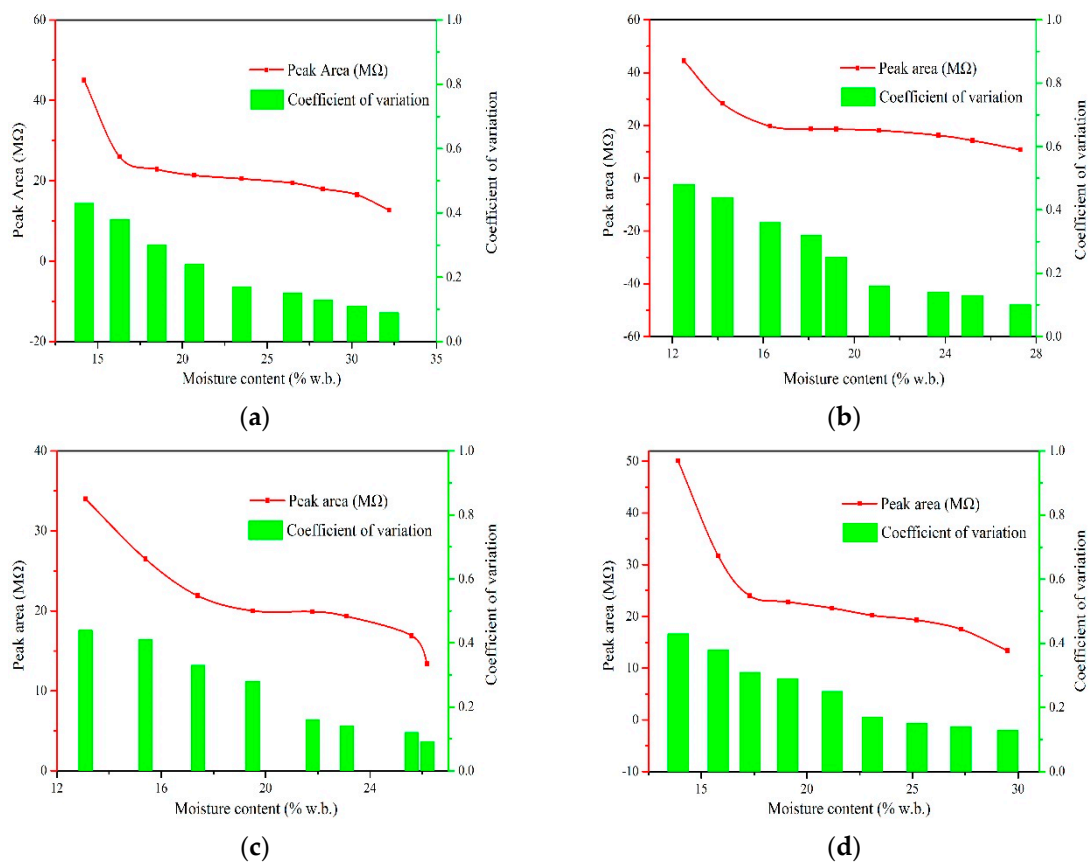 60
40
20
0
-20
Peak Area (MΩ)
Peak Area (MΩ)
Coefficient of variation
1.0
0.8
0.6
0.4
0.2
0.0
Coefficient of variation
15 20 25 30 35
Moisture content (% w.b.)
(a)
60
40
20
0
-20
-40
-60
Peak area (MΩ)
Peak area (MΩ)
Coefficient of variation
1.0
0.8
0.6
0.4
0.2
0.0
Coefficient of variation
12 16 20 24 28
Moisture content (% w.b.)
(b)
40
30
20
10
0
Peak area (MΩ)
Peak area (MΩ)
Coefficient of variation
1.0
0.8
0.6
0.4
0.2
0.0
Coefficient of variation
12 16 20 24
Moisture content (% w.b.)
(c)
50
40
30
20
10
0
-10
Peak area (MΩ)
Peak area (MΩ)
Coefficient of variation
1.0
0.8
0.6
0.4
0.2
0.0
Coefficient of variation
15 20 25 30
Moisture content (% w.b.)
(d)